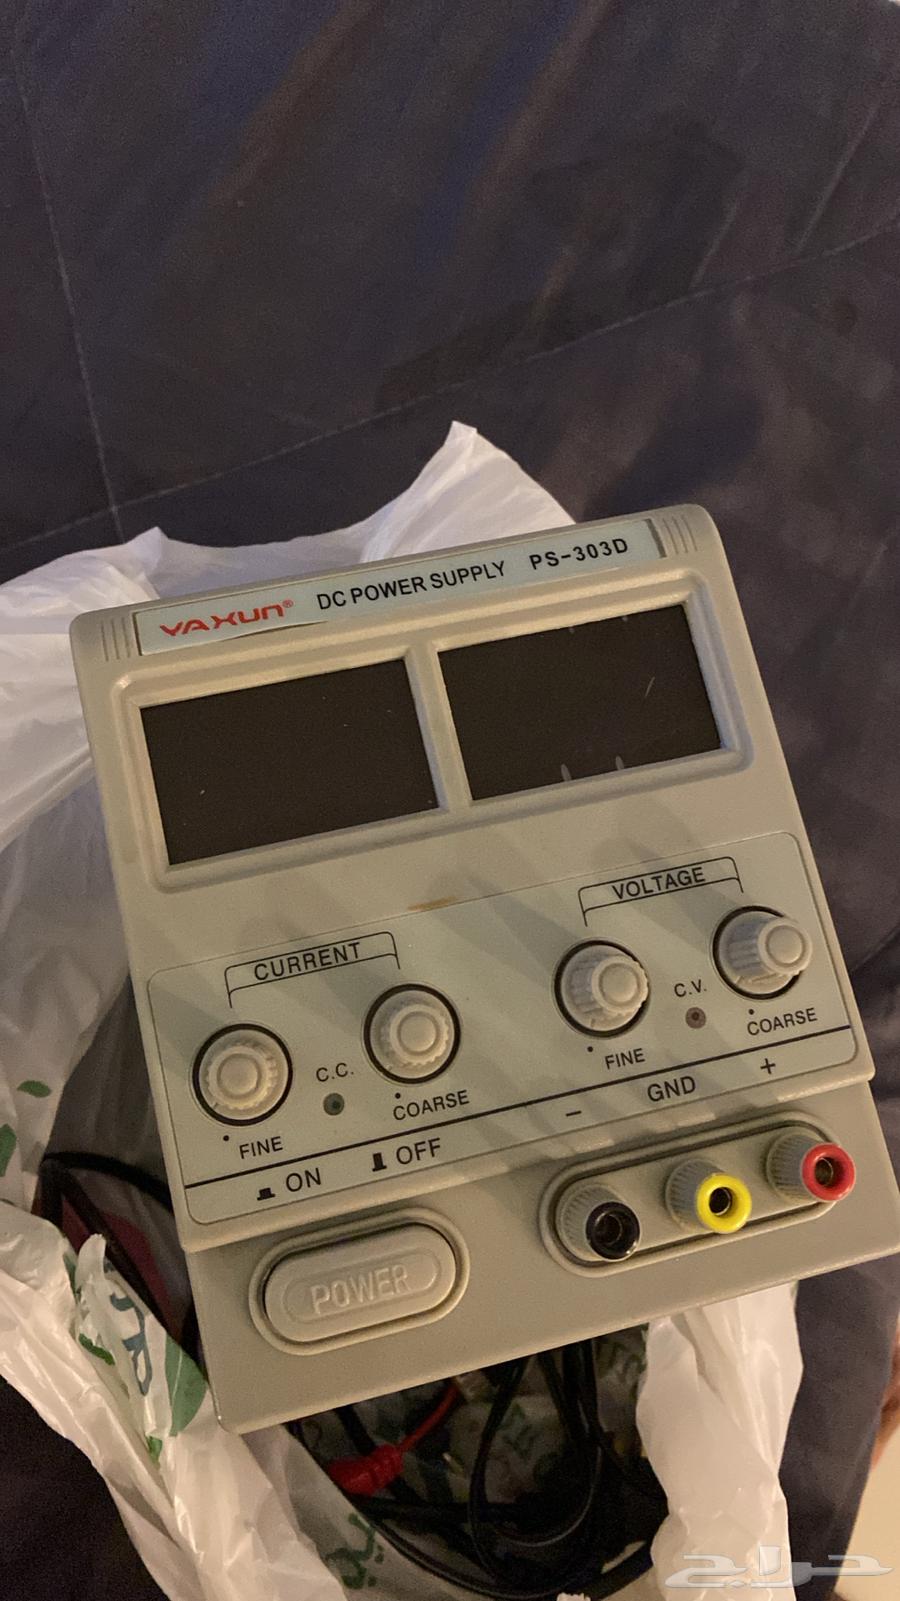 YAXUN® DC POWER SUPPLY PS-303D
VOLTAGE
CURRENT
C.V.
COARSE
FINE
C.C.
COARSE
FINE
- GND +
ON OFF
POWER
حراج